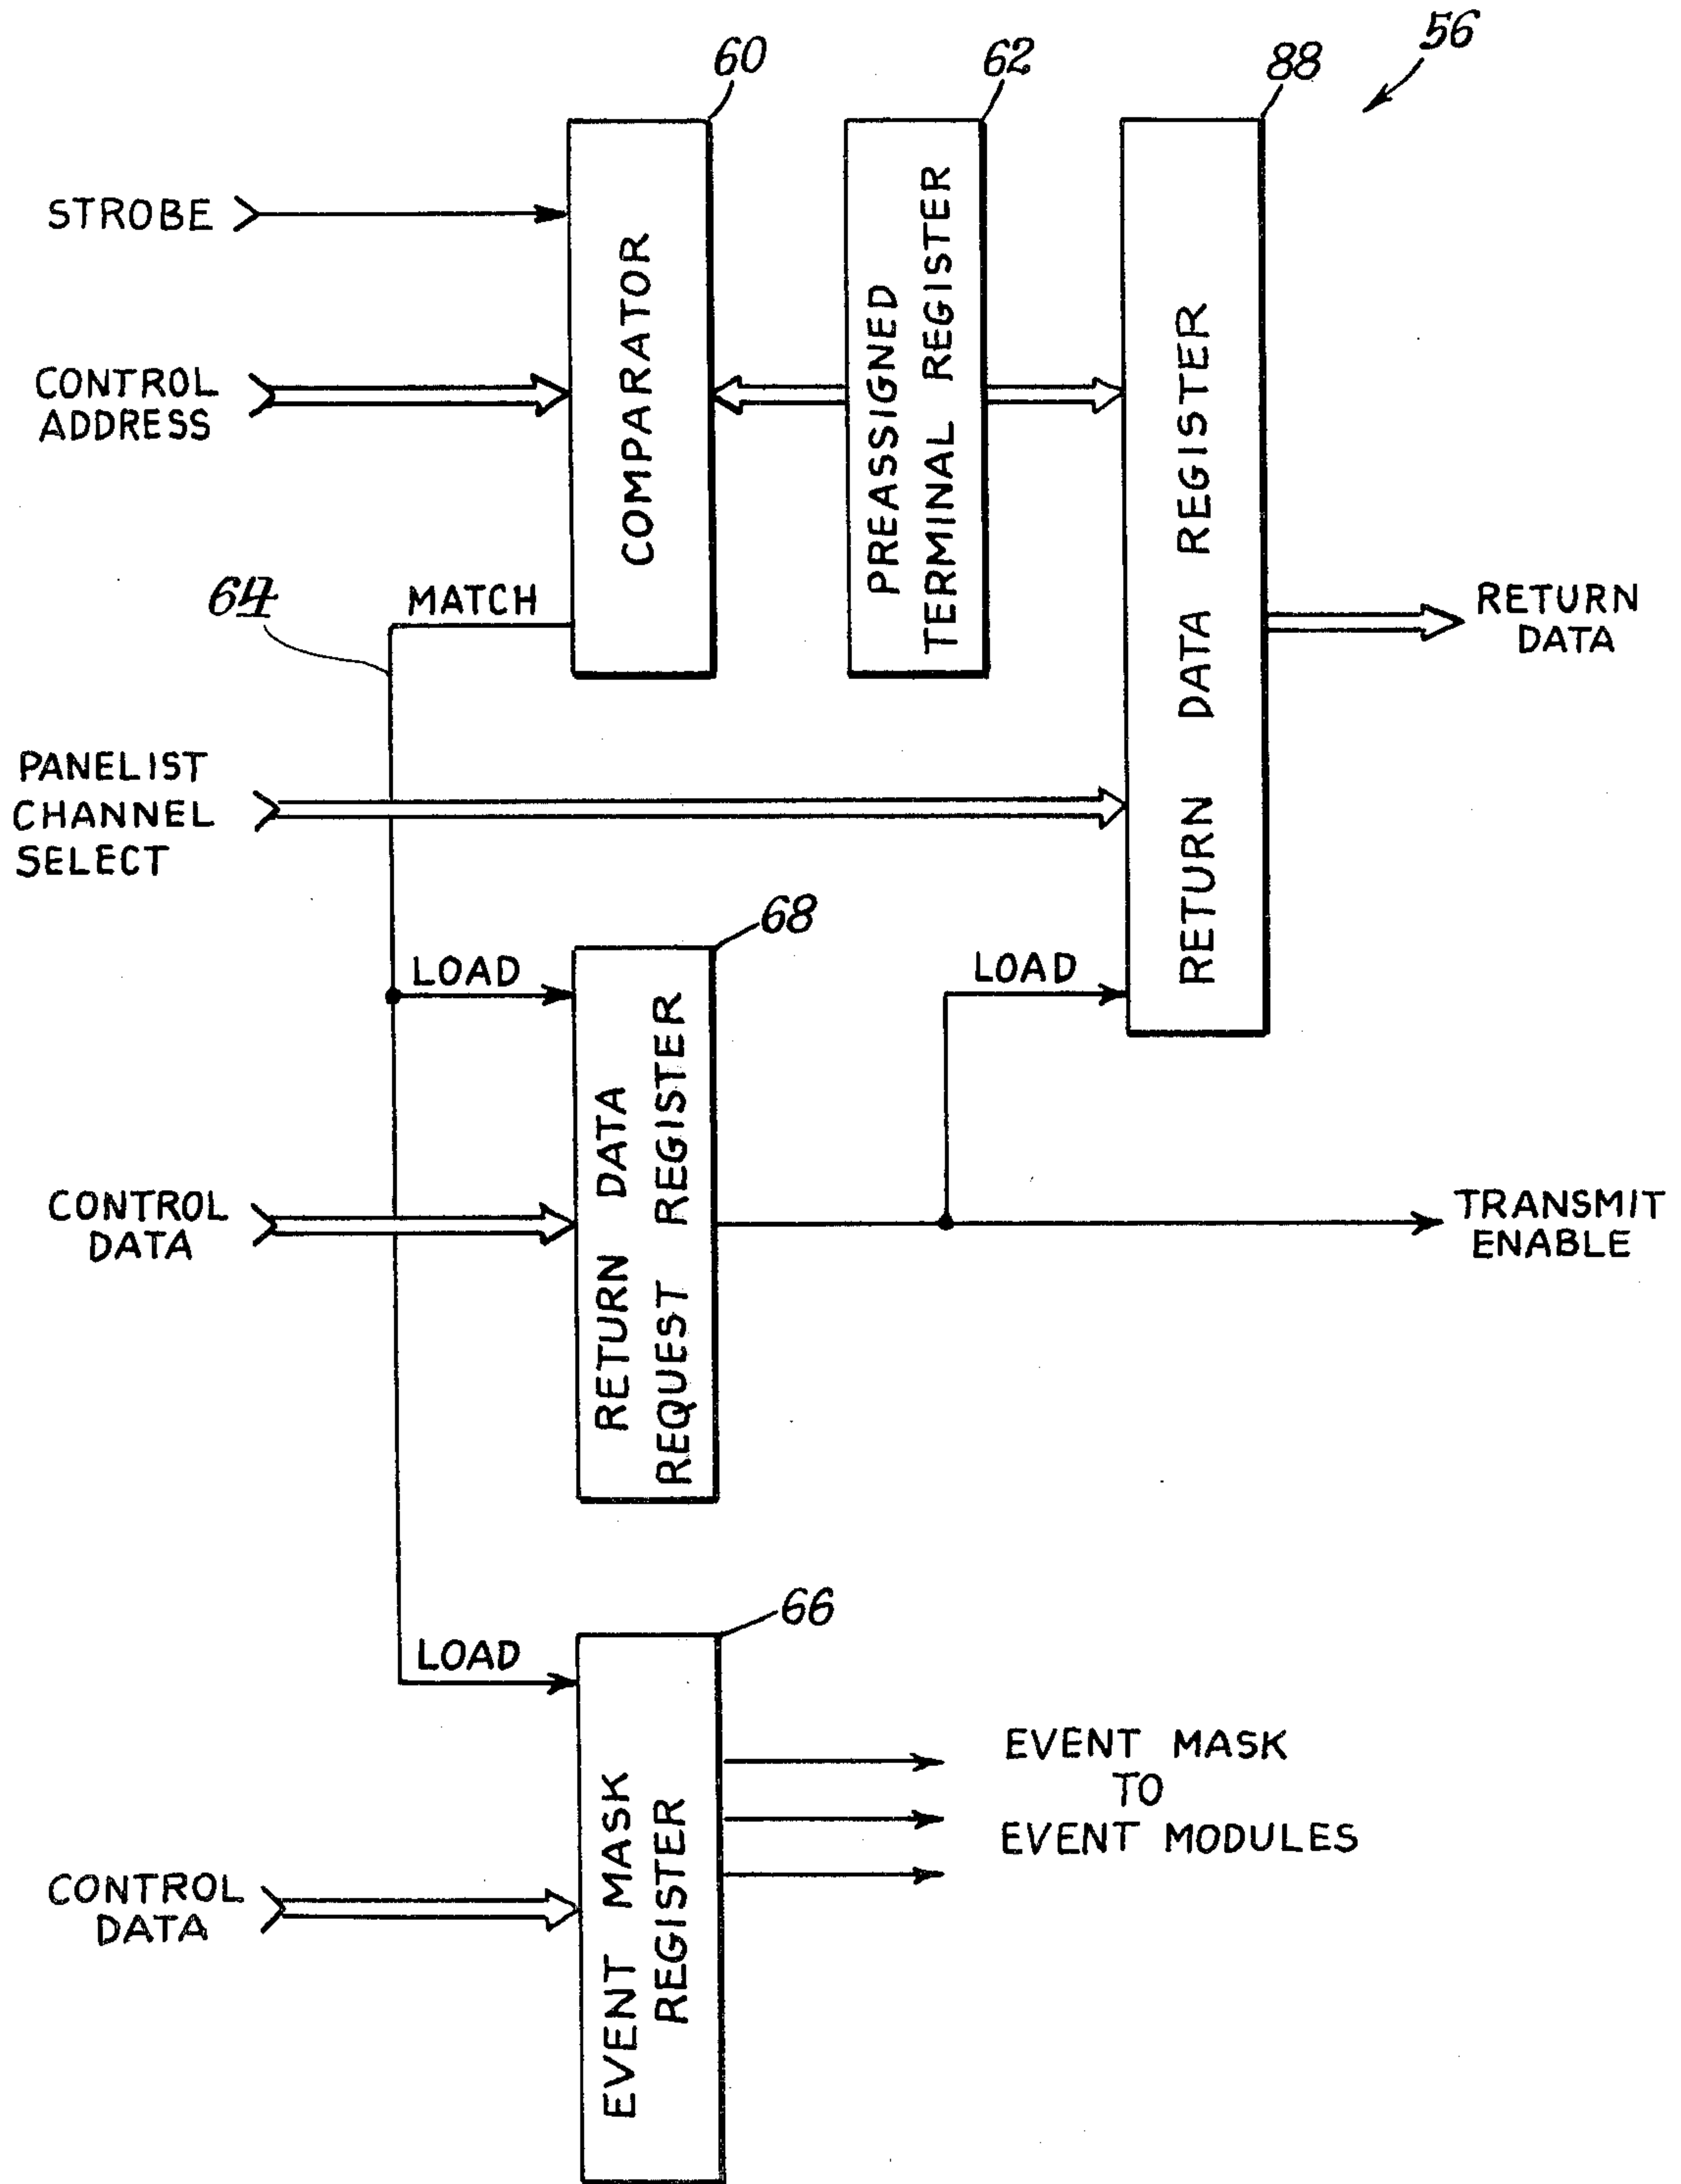 56
60
62
88
STROBE
CONTROL
ADDRESS
COMPARATOR
PREASSIGNED
TERMINAL REGISTER
RETURN DATA REGISTER
64
MATCH
RETURN
DATA
PANELIST
CHANNEL
SELECT
68
LOAD
LOAD
RETURN DATA
REQUEST REGISTER
CONTROL
DATA
TRANSMIT
ENABLE
66
LOAD
EVENT MASK
REGISTER
EVENT MASK
TO
EVENT MODULES
CONTROL
DATA